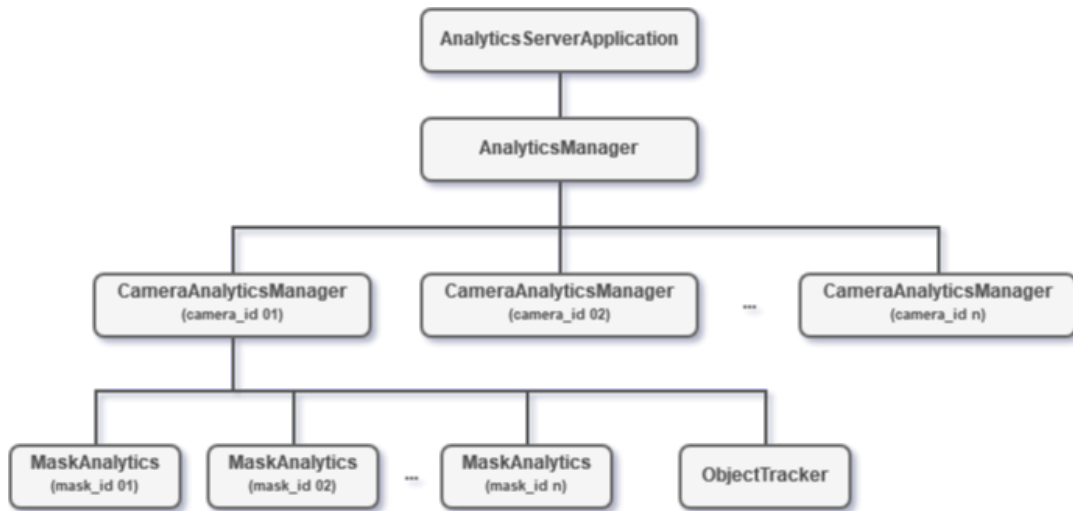 AnalyticsServerApplication
AnalyticsManager
CameraAnalyticsManager
(camera_id 01)
CameraAnalyticsManager
(camera_id 02)
...
CameraAnalyticsManager
(camera_id n)
MaskAnalytics
(mask_id 01)
MaskAnalytics
(mask_id 02)
...
MaskAnalytics
(mask_id n)
ObjectTracker